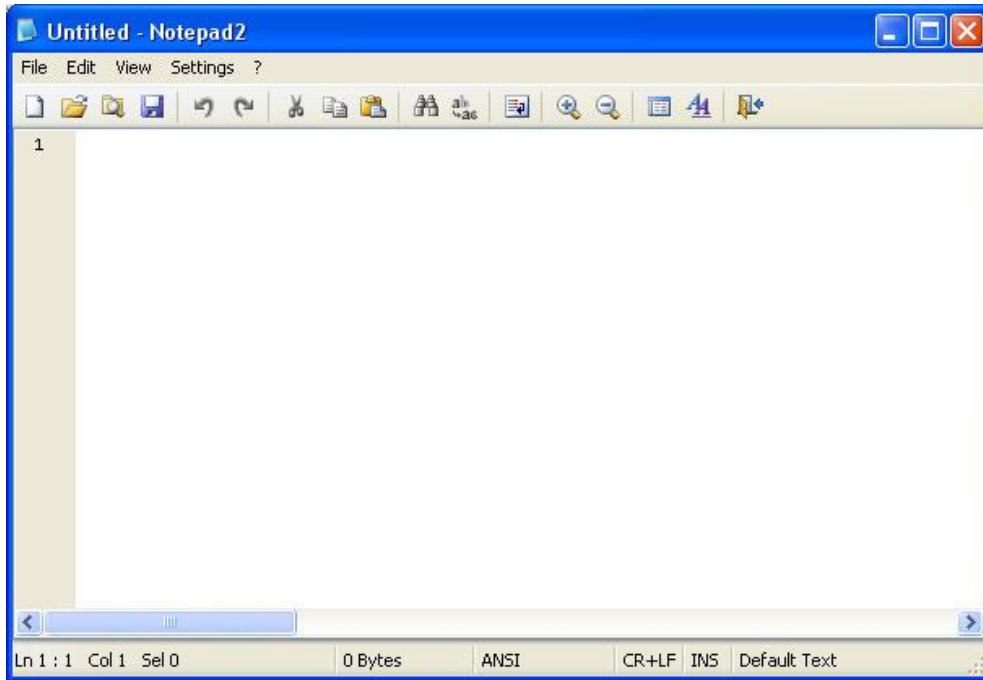 Untitled - Notepad2
File Edit View Settings ?
1
Ln 1 : 1 Col 1 Sel 0 0 Bytes ANSI CR+LF INS Default Text